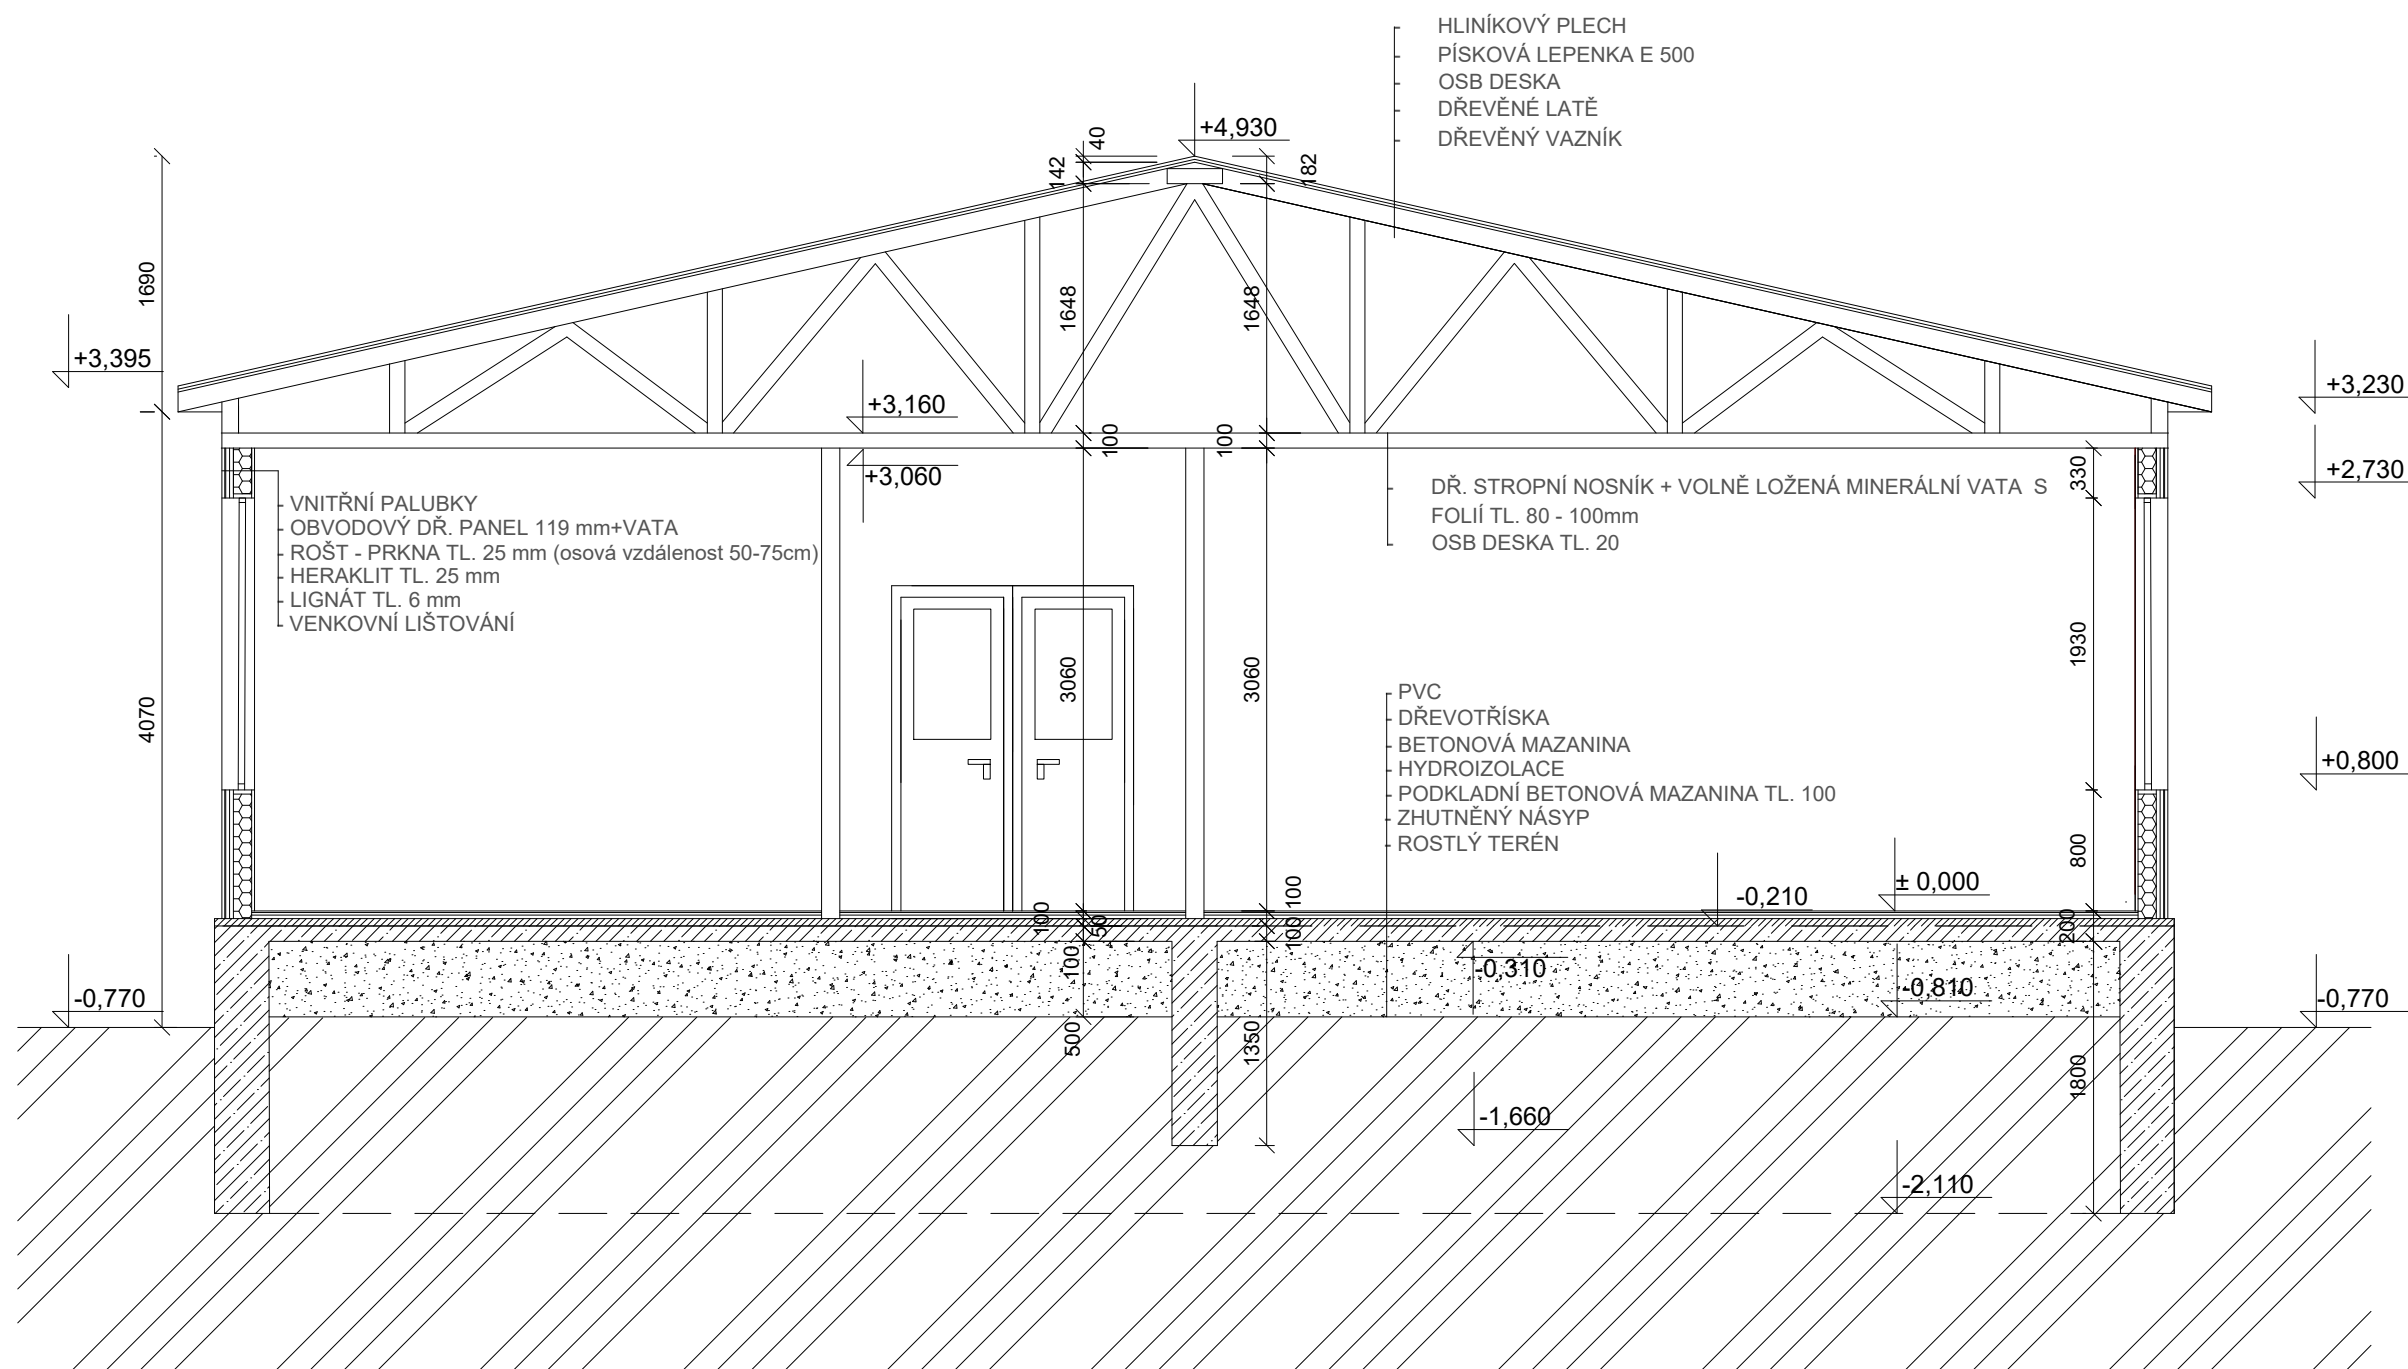 HLINÍKOVÝ PLECH
PÍSKOVÁ LEPENKA E 500
OSB DESKA
DŘEVĚNÉ LATĚ
DŘEVĚNÝ VAZNÍK
+4,930
40
142
182
1690
1648
1648
+3,395
+3,230
+3,160
100
100
+3,060
330
+2,730
VNITŘNÍ PALUBKY
OBVODOVÝ DŘ. PANEL 119 mm+VATA
ROŠT - PRKNA TL. 25 mm (osová vzdálenost 50-75cm)
HERAKLIT TL. 25 mm
LIGNÁT TL. 6 mm
VENKOVNÍ LIŠTOVÁNÍ
DŘ. STROPNÍ NOSNÍK + VOLNĚ LOŽENÁ MINERÁLNÍ VATA S
FOLIÍ TL. 80 - 100mm
OSB DESKA TL. 20
4070
3060
3060
1930
+0,800
PVC
DŘEVOTŘÍSKA
BETONOVÁ MAZANINA
HYDROIZOLACE
PODKLADNÍ BETONOVÁ MAZANINA TL. 100
ZHUTNĚNÝ NÁSYP
ROSTLÝ TERÉN
800
100
-0,210
± 0,000
100
50
100
200
100
-0,310
-0,810
-0,770
-0,770
500
1350
1800
-1,660
-2,110